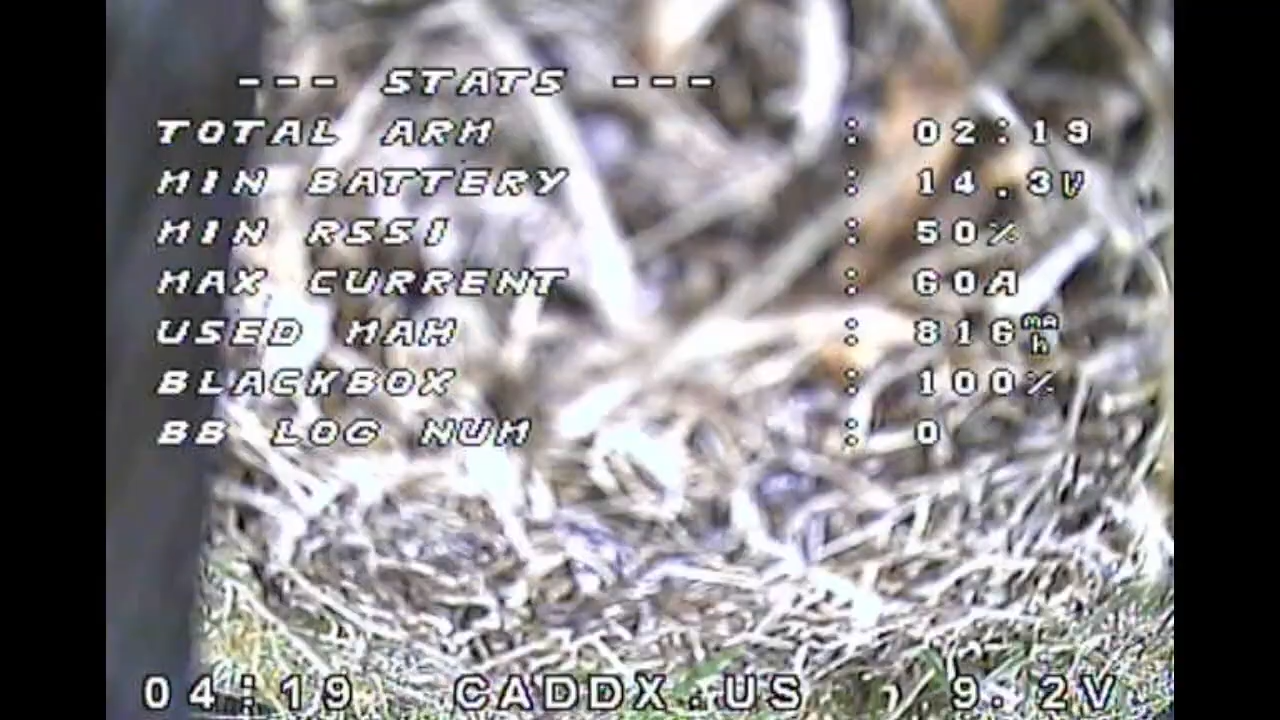 --- STATS ---
TOTAL ARM : 02:19
MIN BATTERY : 14.3V
MIN RSSI : 50%
MAX CURRENT : 60A
USED MAH : 816mAh
BLACKBOX : 100%
BB LOG NUM : 0
04:19 CADDX.US 9.2V